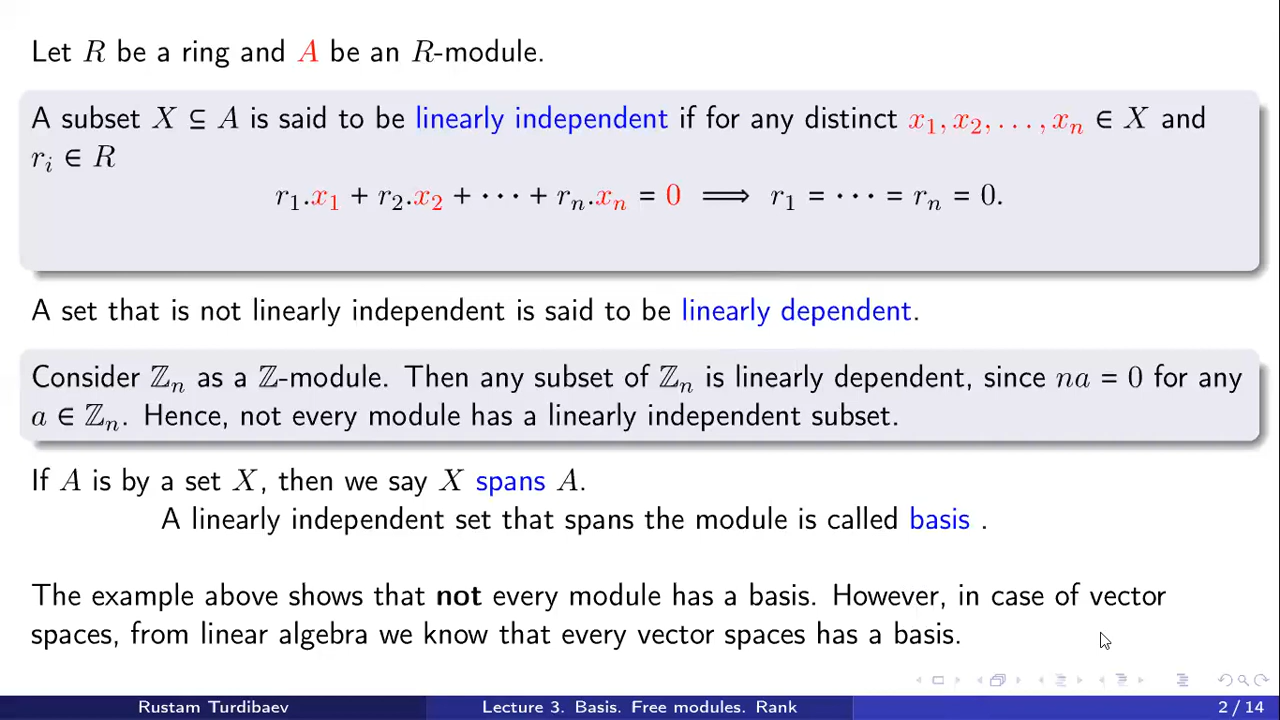 Let R be a ring and A be an R-module.
A subset X ⊆ A is said to be linearly independent if for any distinct x₁, x₂, . . . , xₙ ∈ X and
rᵢ ∈ R
r₁.x₁ + r₂.x₂ + ⋯ + rₙ.xₙ = 0 ⟹ r₁ = ⋯ = rₙ = 0.
A set that is not linearly independent is said to be linearly dependent.
Consider ℤₙ as a ℤ-module. Then any subset of ℤₙ is linearly dependent, since na = 0 for any
a ∈ ℤₙ. Hence, not every module has a linearly independent subset.
If A is by a set X, then we say X spans A.
A linearly independent set that spans the module is called basis .
The example above shows that not every module has a basis. However, in case of vector
spaces, from linear algebra we know that every vector spaces has a basis.
Rustam Turdibaev Lecture 3. Basis. Free modules. Rank 2 / 14